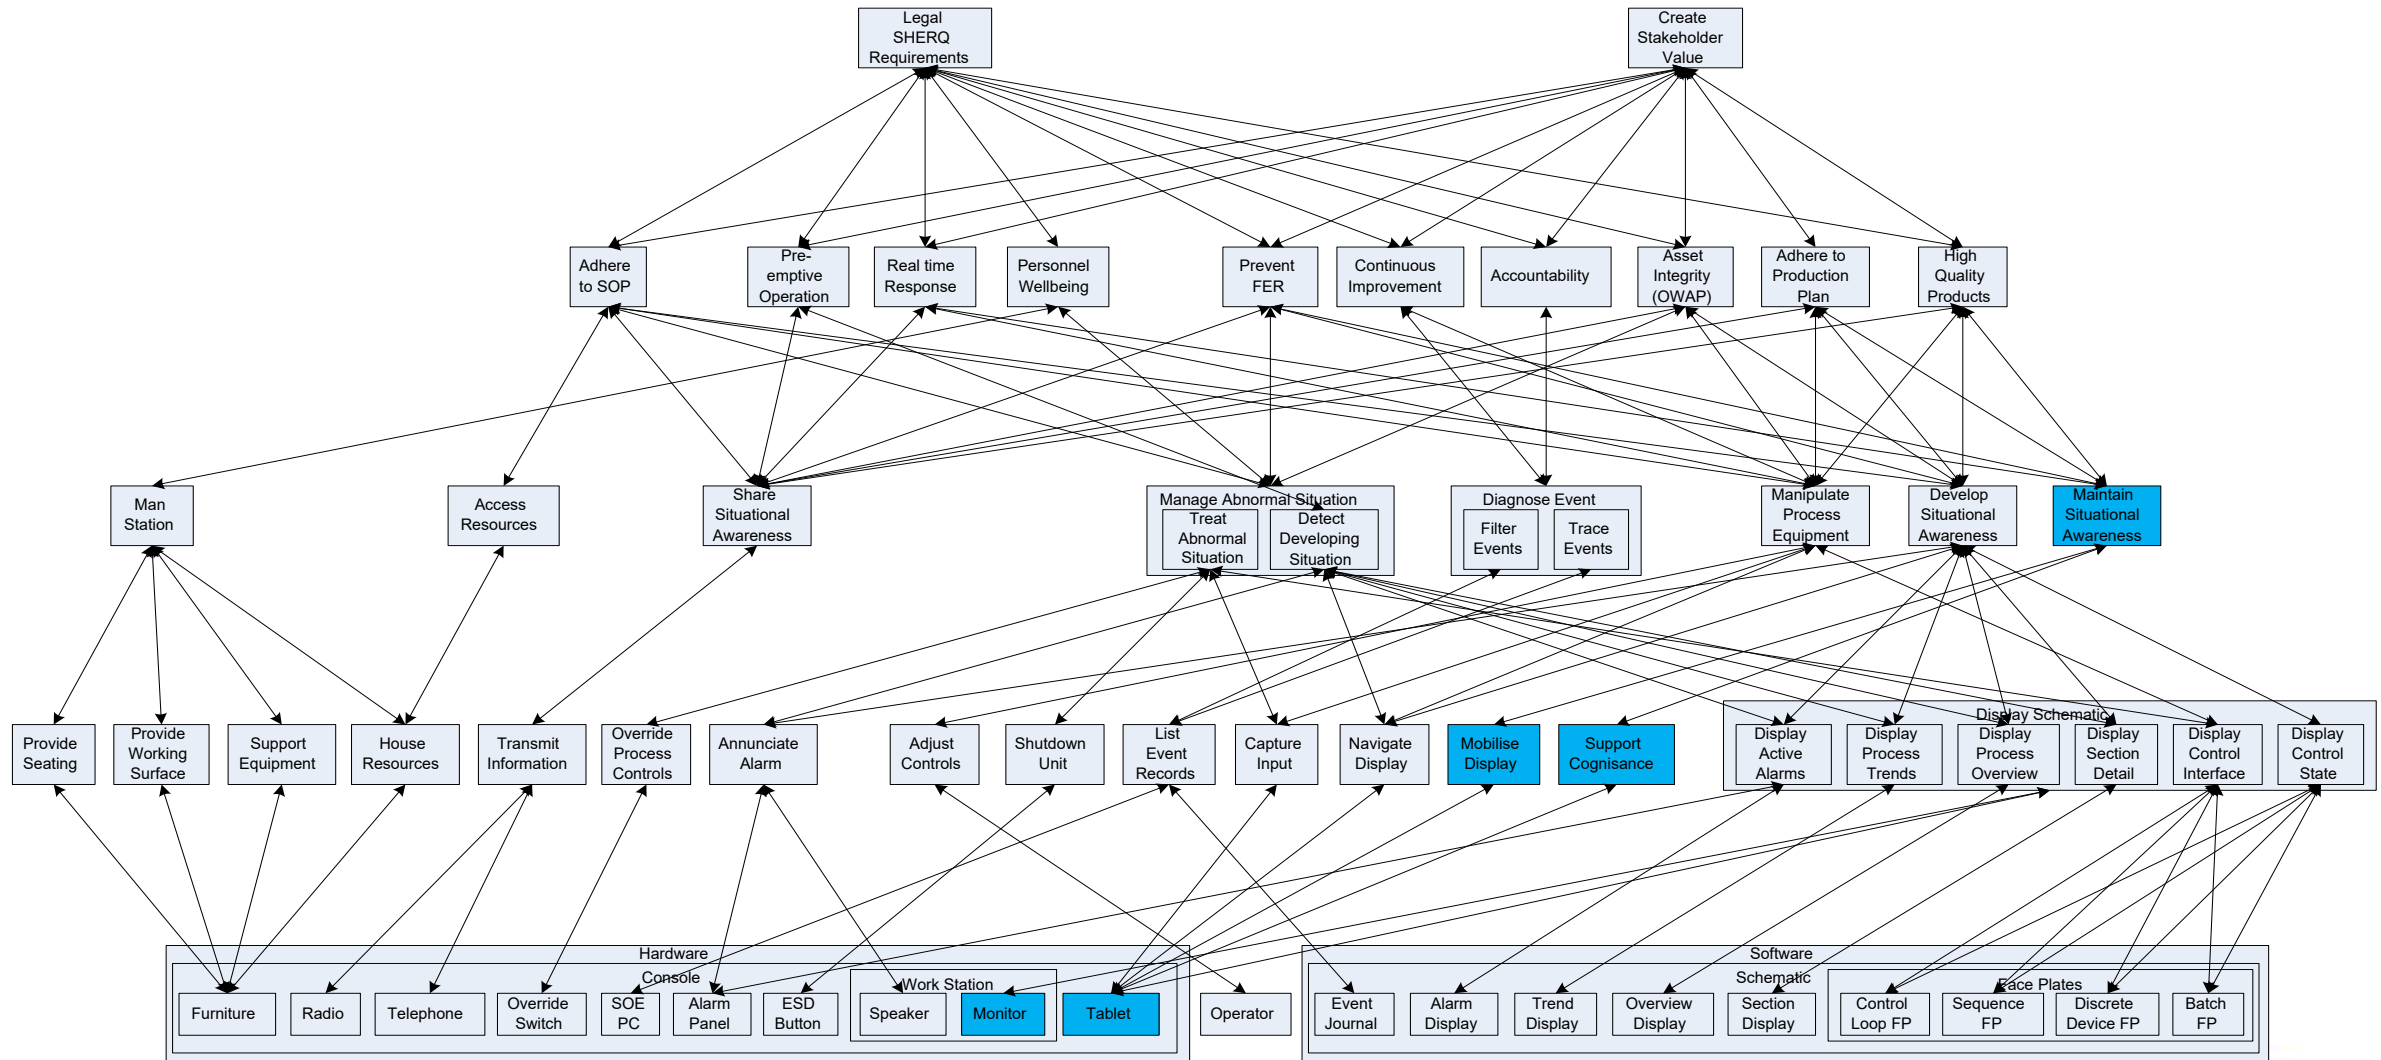 Legal
SHERQ
Requirements
Create
Stakeholder
Value
Adhere
to SOP
Pre-
emptive
Operation
Real time
Response
Personnel
Wellbeing
Prevent
FER
Continuous
Improvement
Accountability
Asset
Integrity
(OWAP)
Adhere to
Production
Plan
High
Quality
Products
Man
Station
Access
Resources
Share
Situational
Awareness
Manage Abnormal Situation
Treat
Abnormal
Situation
Detect
Developing
Situation
Diagnose Event
Filter
Events
Trace
Events
Manipulate
Process
Equipment
Develop
Situational
Awareness
Maintain
Situational
Awareness
Provide
Seating
Provide
Working
Surface
Support
Equipment
House
Resources
Transmit
Information
Override
Process
Controls
Annunciate
Alarm
Adjust
Controls
Shutdown
Unit
List
Event
Records
Capture
Input
Navigate
Display
Mobilise
Display
Support
Cognisance
Display Schematic
Display
Active
Alarms
Display
Process
Trends
Display
Process
Overview
Display
Section
Detail
Display
Control
Interface
Display
Control
State
Hardware
Console
Furniture
Radio
Telephone
Override
Switch
SOE
PC
Alarm
Panel
ESD
Button
Work Station
Speaker
Monitor
Tablet
Operator
Software
Schematic
Event
Journal
Alarm
Display
Trend
Display
Overview
Display
Section
Display
Face Plates
Control
Loop FP
Sequence
FP
Discrete
Device FP
Batch
FP